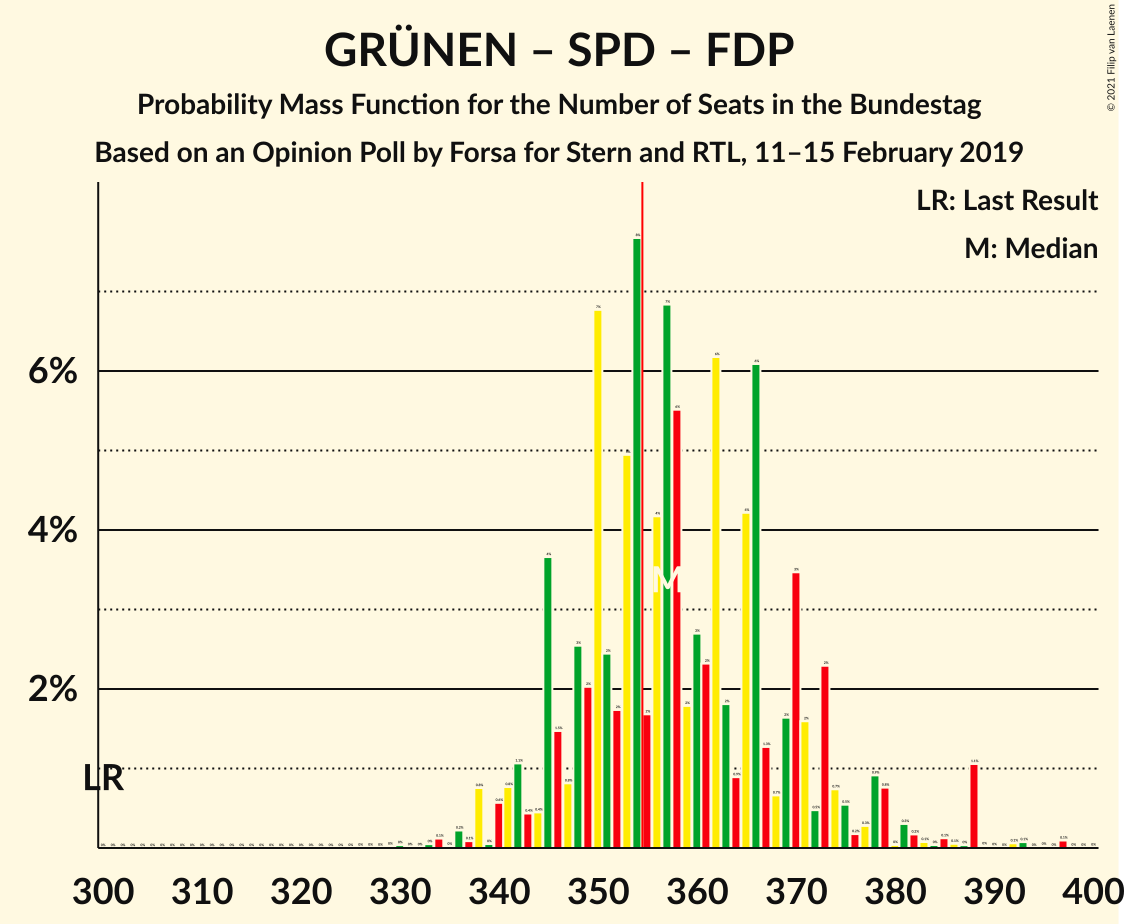 GRÜNEN – SPD – FDP
Probability Mass Function for the Number of Seats in the Bundestag
Based on an Opinion Poll by Forsa for Stern and RTL, 11–15 February 2019
© 2021 Filip van Laenen
LR: Last Result
M: Median
6%
4%
2%
LR
M
300 310 320 330 340 350 360 370 380 390 400